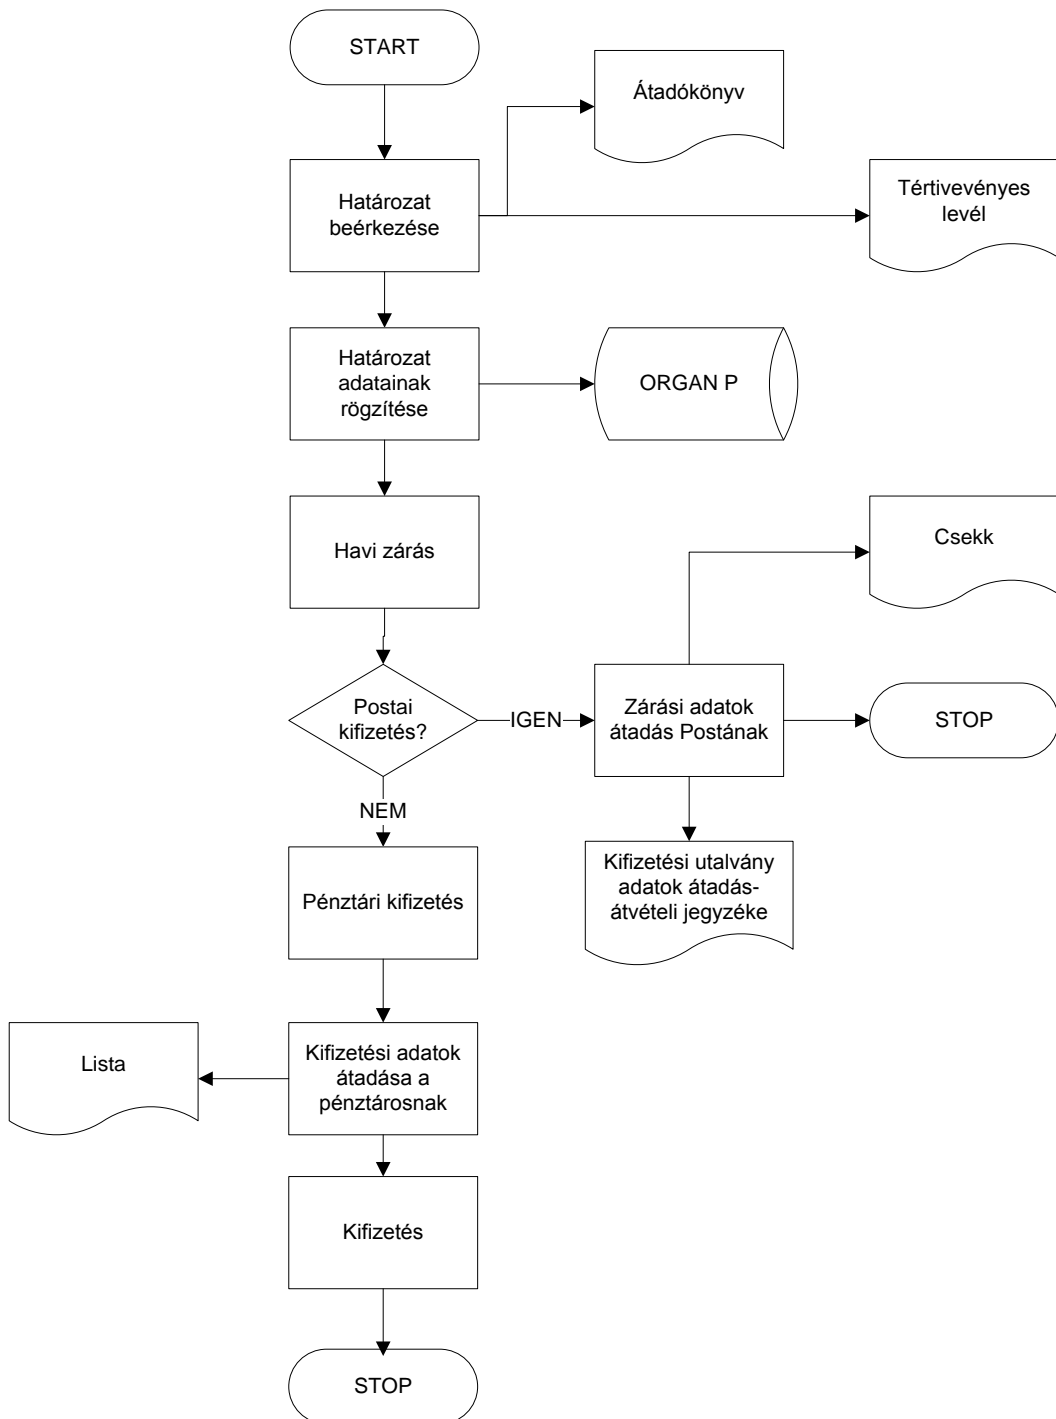 START
Átadókönyv
Határozat
beérkezése
Tértivevényes
levél
Határozat
adatainak
rögzítése
ORGAN P
Havi zárás
Csekk
Postai
kifizetés?
IGEN
Zárási adatok
átadás Postának
STOP
NEM
Kifizetési utalvány
adatok átadás-
átvételi jegyzéke
Pénztári kifizetés
Lista
Kifizetési adatok
átadása a
pénztárosnak
Kifizetés
STOP